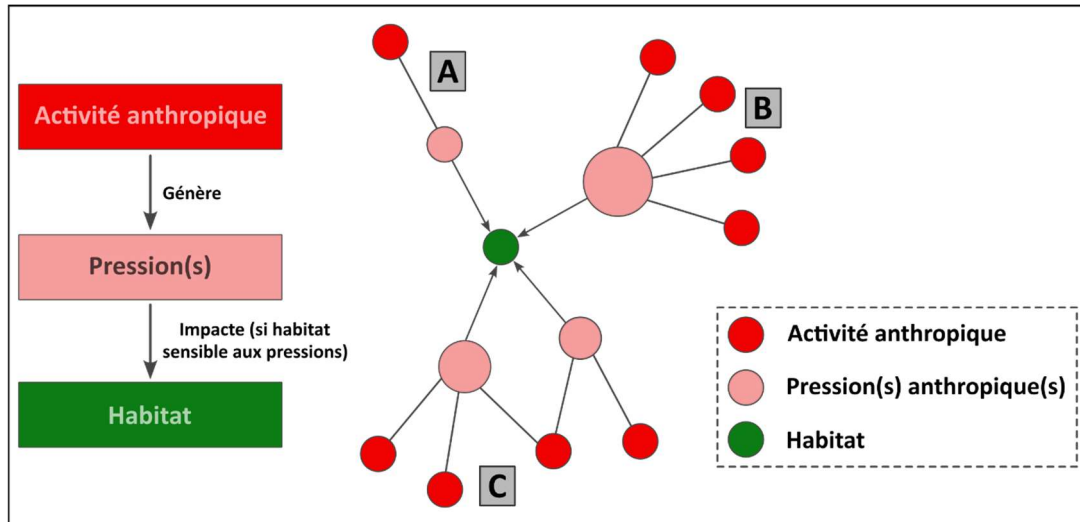 Activité anthropique
Génère
Pression(s)
Impacte (si habitat
sensible aux pressions)
Habitat
A
B
C
Activité anthropique
Pression(s) anthropique(s)
Habitat